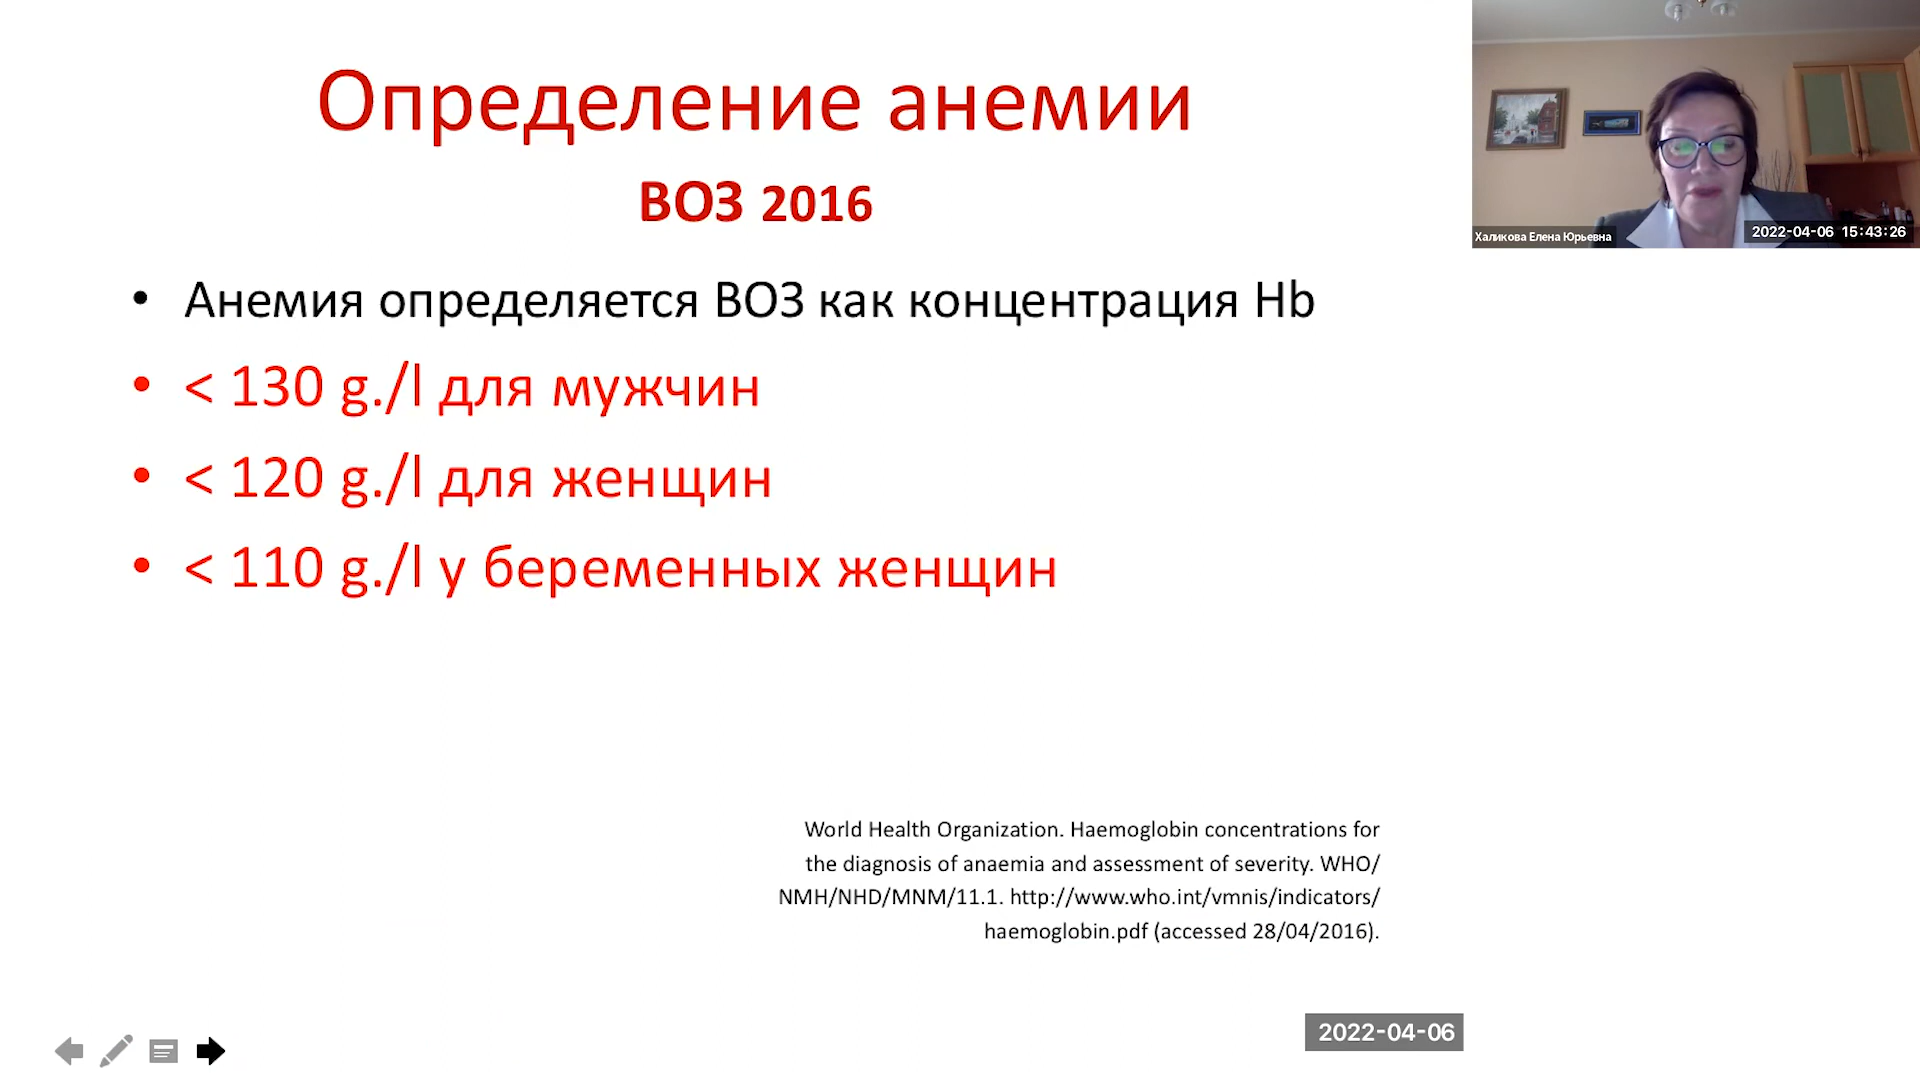 Определение анемии
ВОЗ 2016
• Анемия определяется ВОЗ как концентрация Hb
• < 130 g./l для мужчин
• < 120 g./l для женщин
• < 110 g./l у беременных женщин
World Health Organization. Haemoglobin concentrations for
the diagnosis of anaemia and assessment of severity. WHO/
NMH/NHD/MNM/11.1. http://www.who.int/vmnis/indicators/
haemoglobin.pdf (accessed 28/04/2016).
Халикова Елена Юрьевна
2022-04-06 15:43:26
2022-04-06